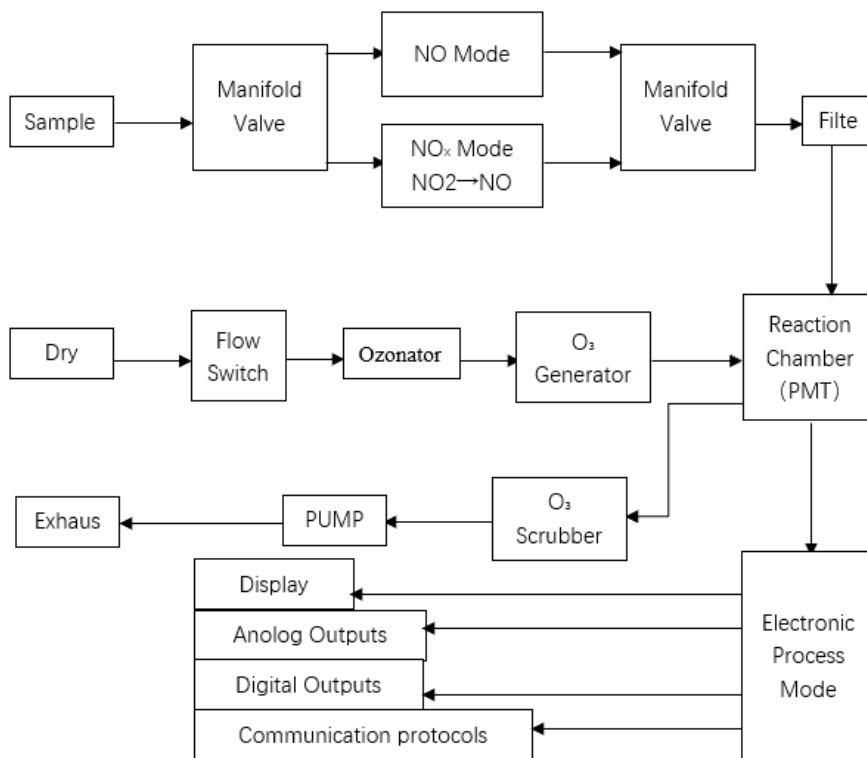 Sample
Manifold
Valve
NO Mode
NOₓ Mode
NO2→NO
Manifold
Valve
Filte
Dry
Flow
Switch
Ozonator
O₃
Generator
Reaction
Chamber
(PMT)
Exhaus
PUMP
O₃
Scrubber
Display
Anolog Outputs
Digital Outputs
Communication protocols
Electronic
Process
Mode